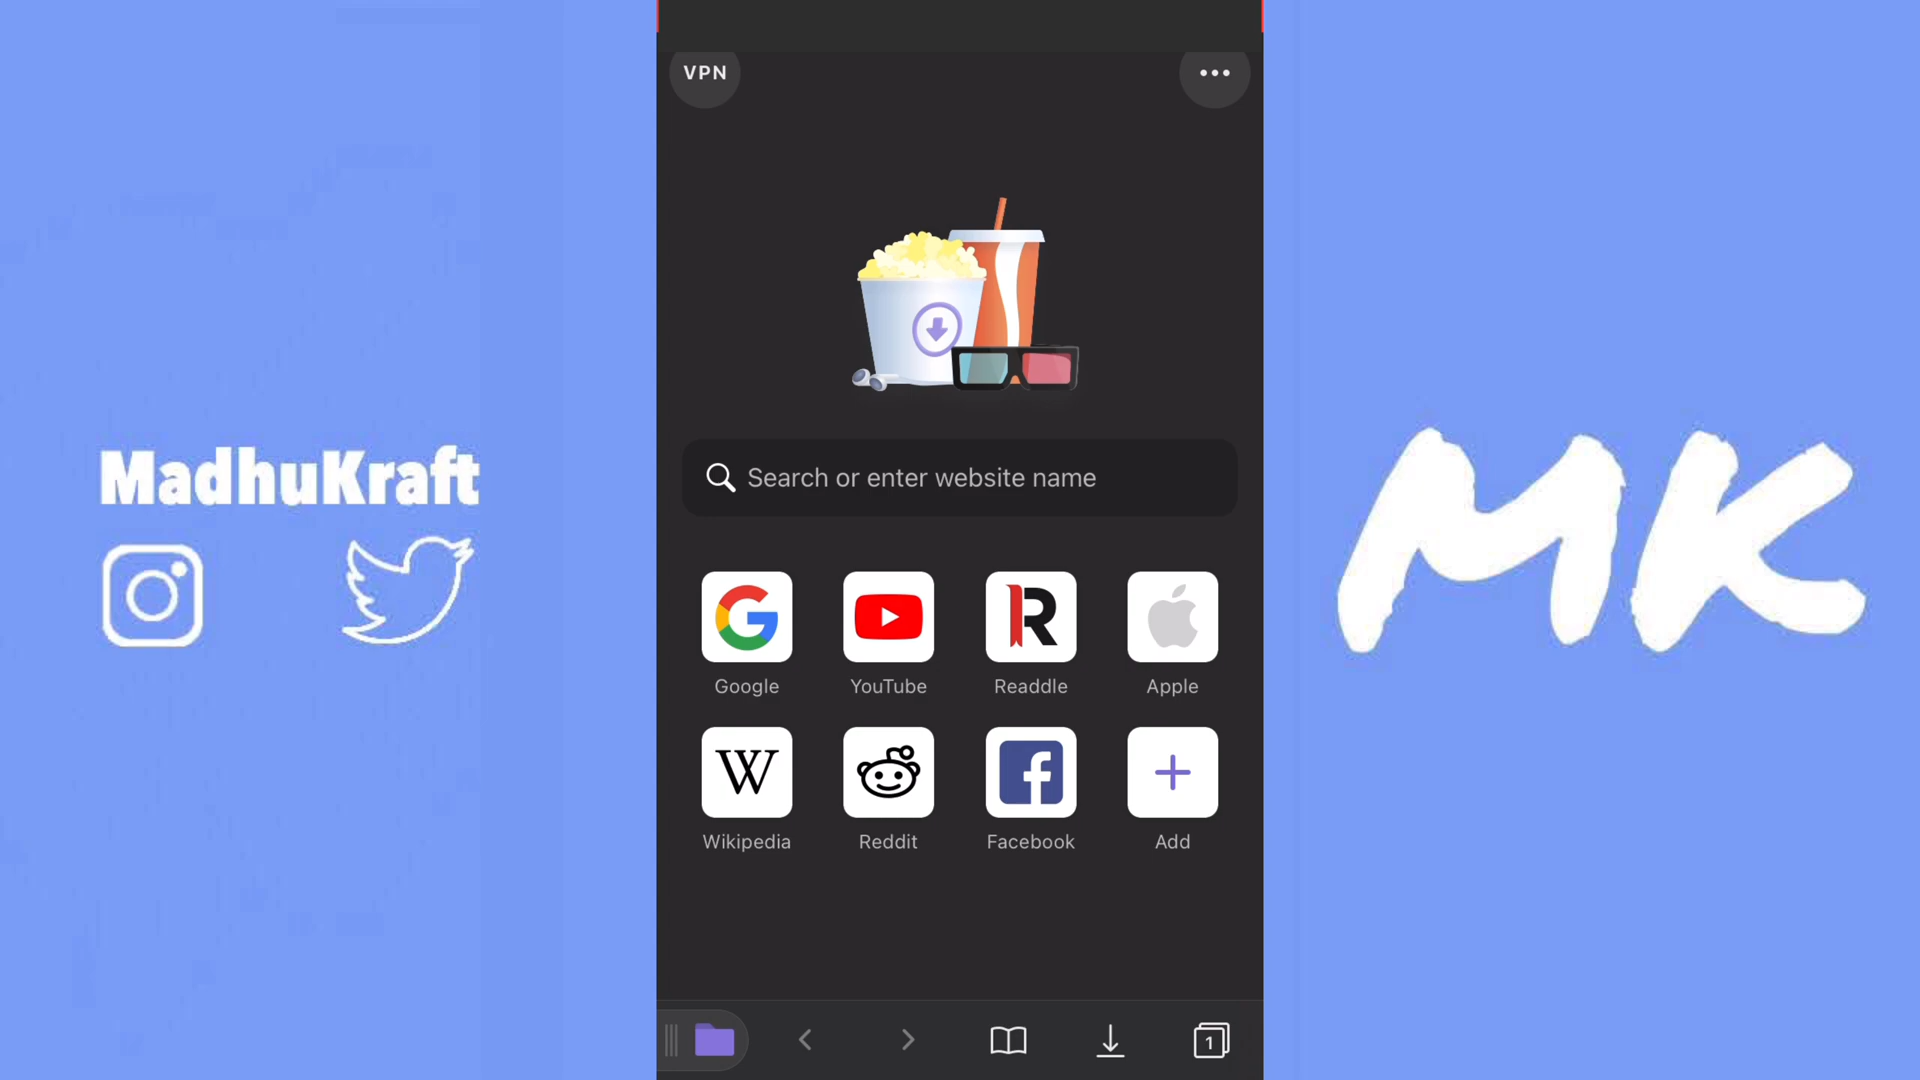 VPN
MadhuKraft
Search or enter website name
MK
Google
YouTube
Readdle
Apple
W
Wikipedia
Reddit
Facebook
Add
1